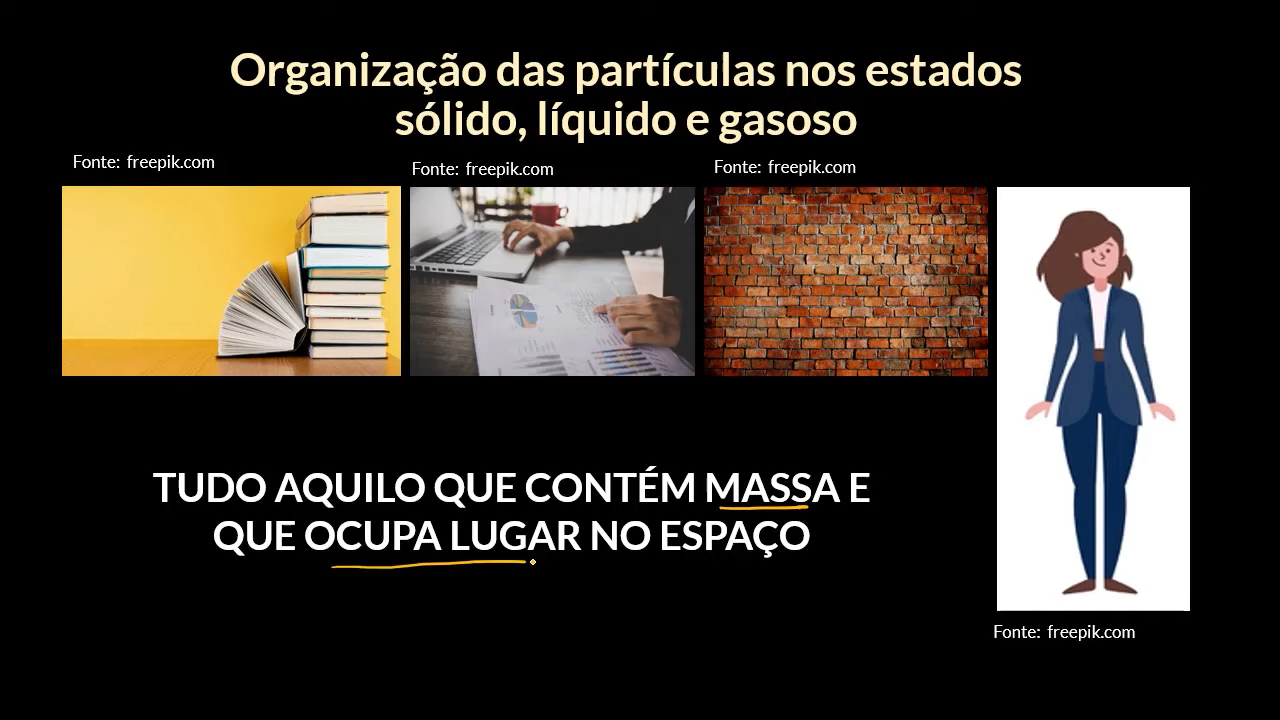 Organização das partículas nos estados
sólido, líquido e gasoso
Fonte: freepik.com
Fonte: freepik.com
Fonte: freepik.com
TUDO AQUILO QUE CONTÉM MASSA E
QUE OCUPA LUGAR NO ESPAÇO
Fonte: freepik.com